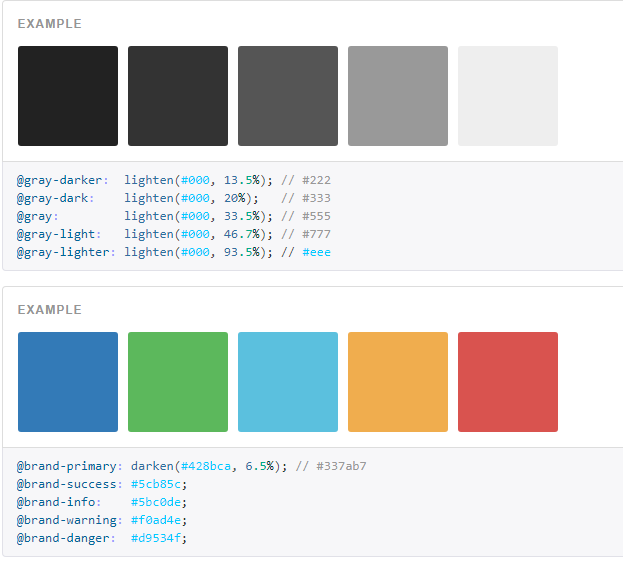 EXAMPLE
@gray-darker:  lighten(#000, 13.5%); // #222
@gray-dark:    lighten(#000, 20%);   // #333
@gray:         lighten(#000, 33.5%); // #555
@gray-light:   lighten(#000, 46.7%); // #777
@gray-lighter: lighten(#000, 93.5%); // #eee
EXAMPLE
@brand-primary: darken(#428bca, 6.5%); // #337ab7
@brand-success: #5cb85c;
@brand-info:    #5bc0de;
@brand-warning: #f0ad4e;
@brand-danger:  #d9534f;